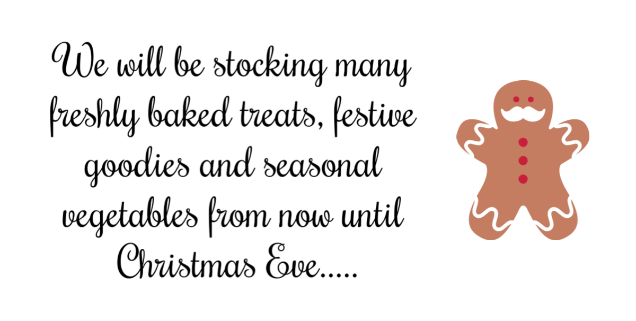 We will be stocking many
freshly baked treats, festive
goodies and seasonal
vegetables from now until
Christmas Eve.....